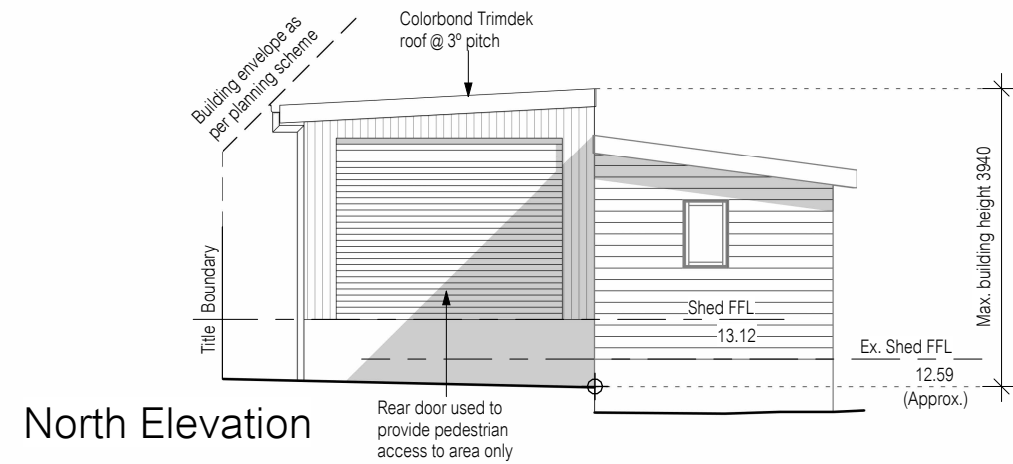 Building envelope as
per planning scheme
Colorbond Trimdek
roof @ 3º pitch
Max. building height 3940
Title Boundary
Shed FFL
13.12
Ex. Shed FFL
12.59
(Approx.)
Rear door used to
provide pedestrian
access to area only
North Elevation